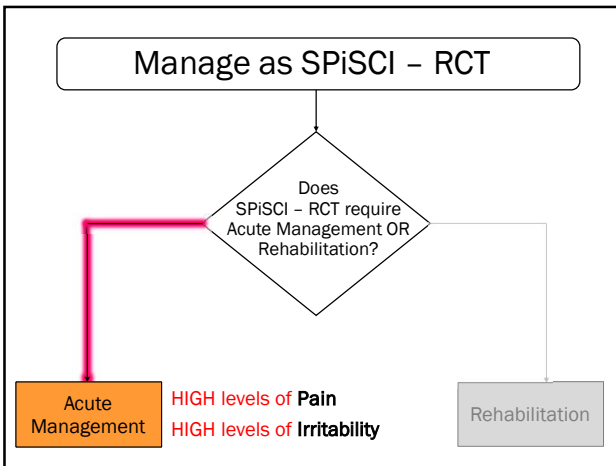 Manage as SPiSCI – RCT
Does
SPiSCI – RCT require
Acute Management OR
Rehabilitation?
Acute
Management
HIGH levels of Pain
HIGH levels of Irritability
Rehabilitation